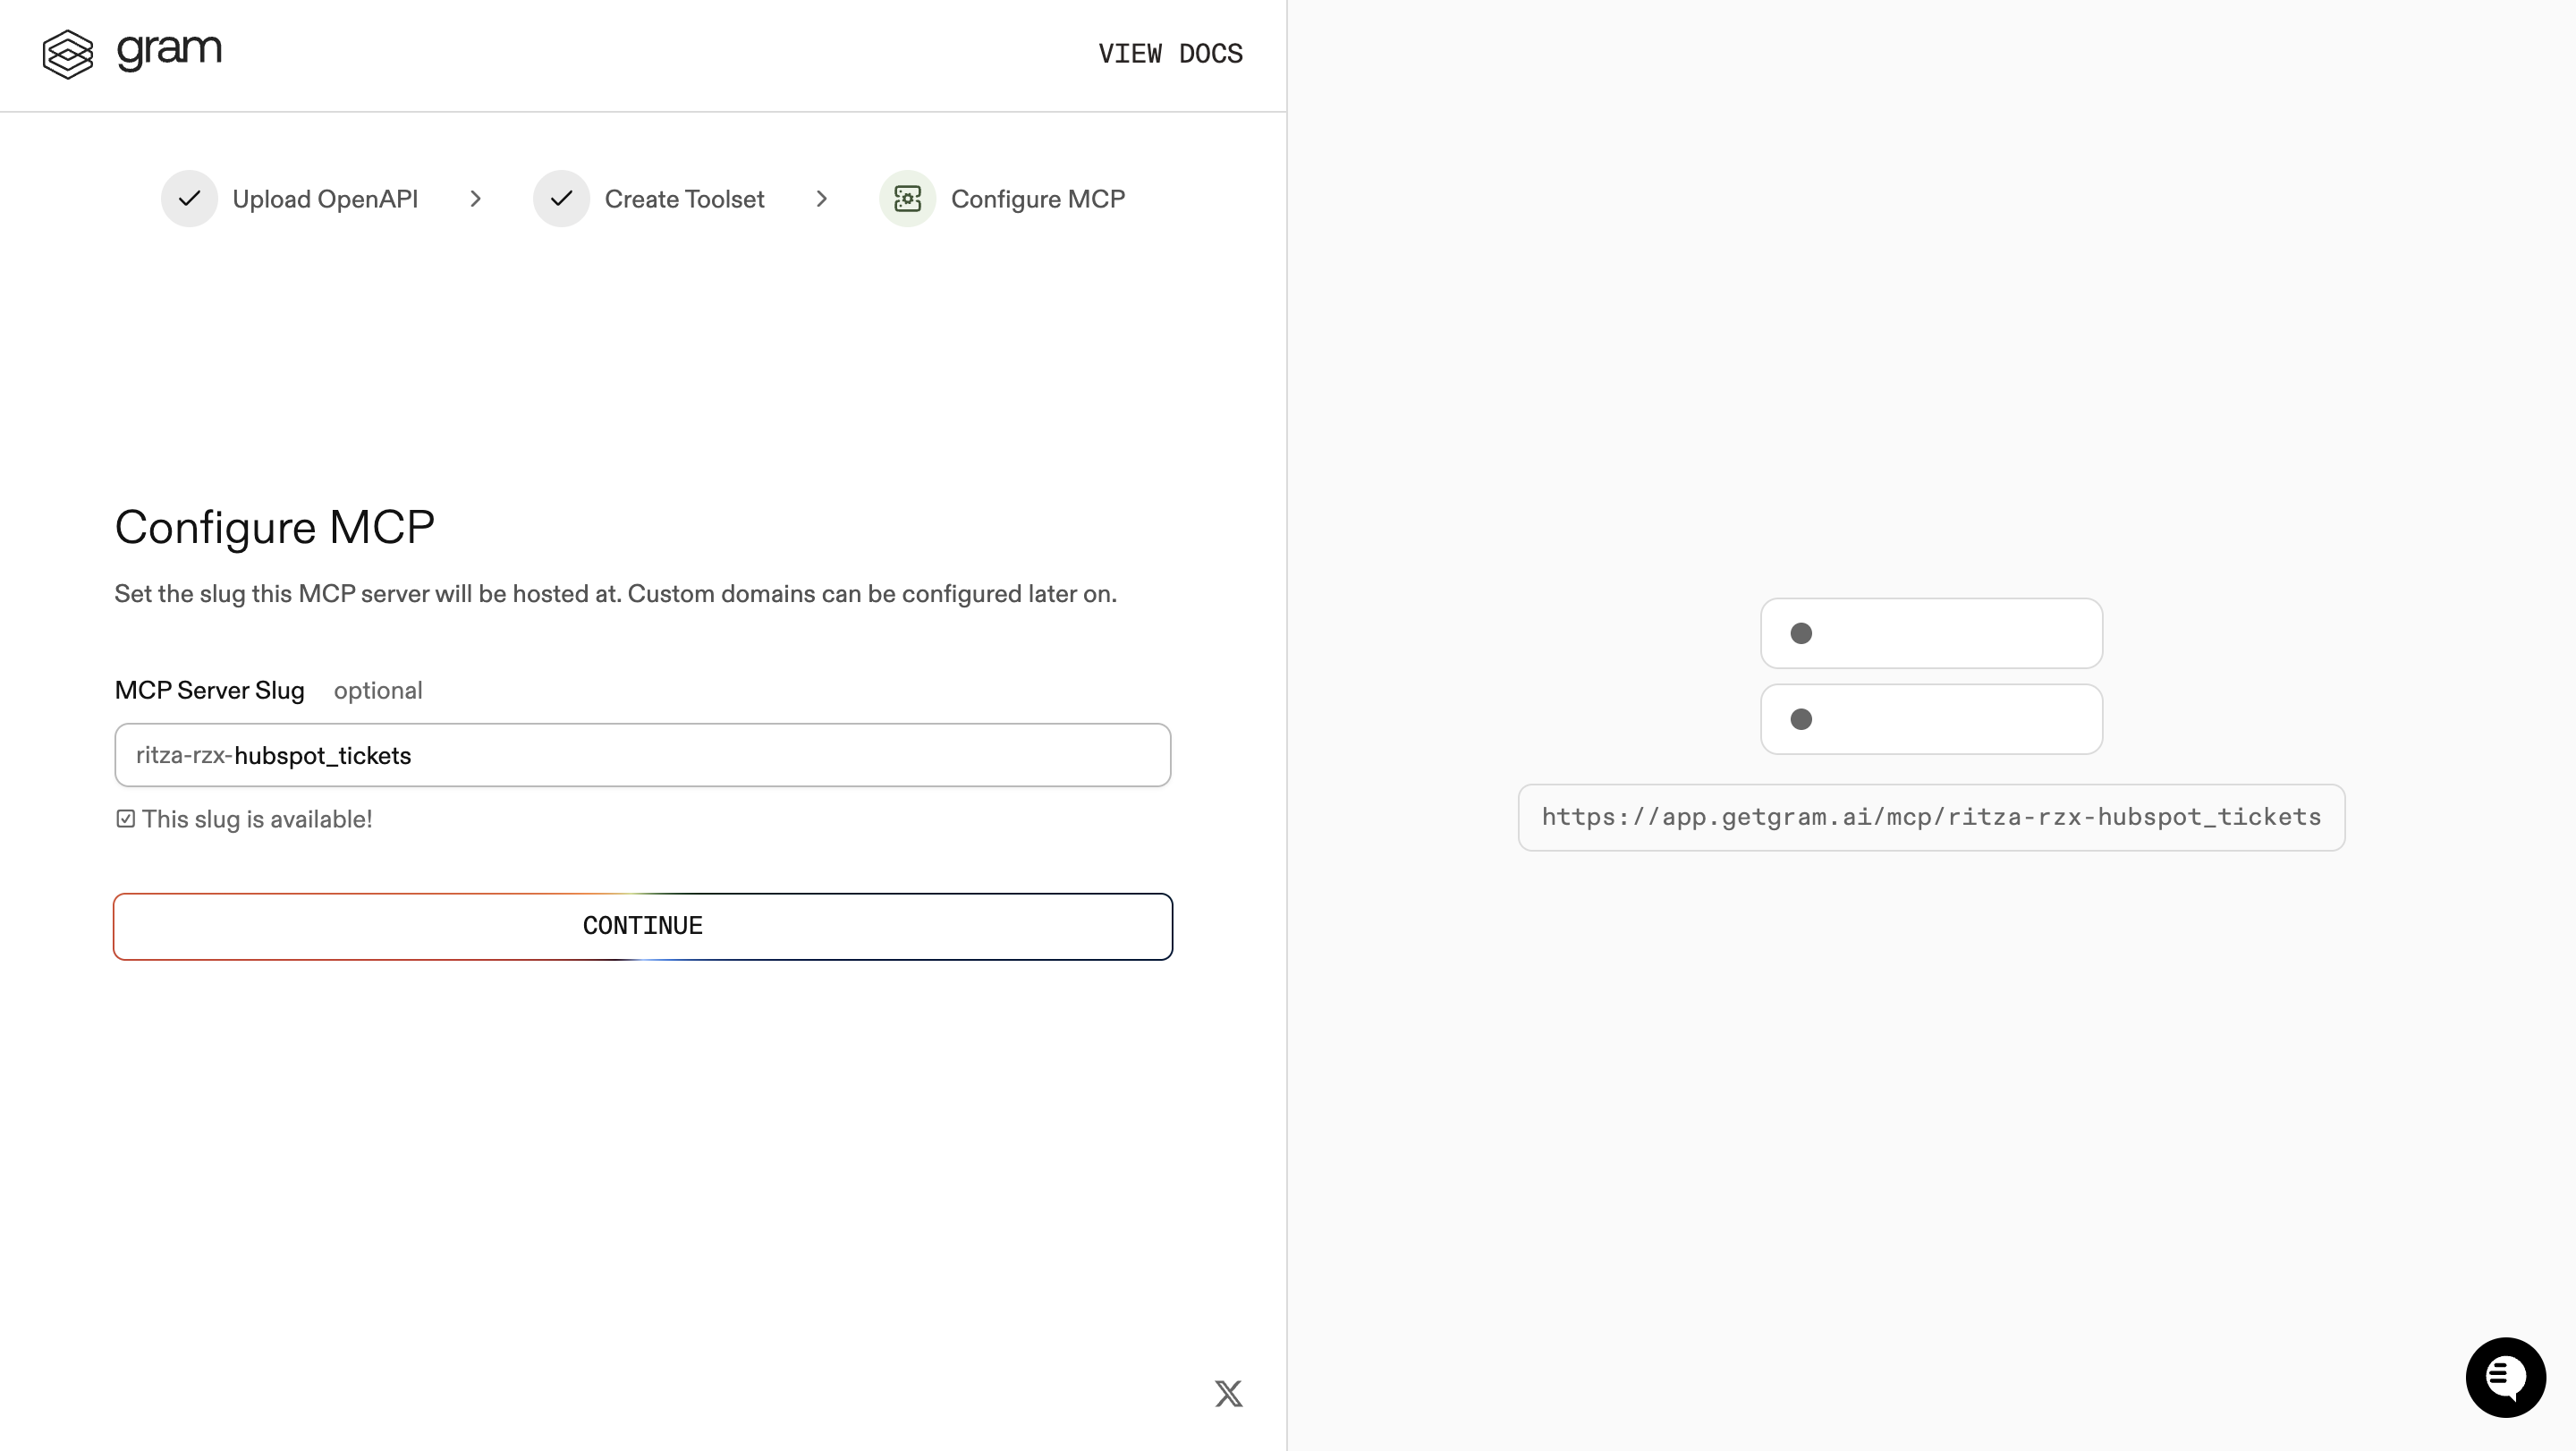 gram
VIEW DOCS
Upload OpenAPI
Create Toolset
Configure MCP
Configure MCP
Set the slug this MCP server will be hosted at. Custom domains can be configured later on.
MCP Server Slug optional
ritza-rzx-hubspot_tickets
This slug is available!
CONTINUE
https://app.getgram.ai/mcp/ritza-rzx-hubspot_tickets